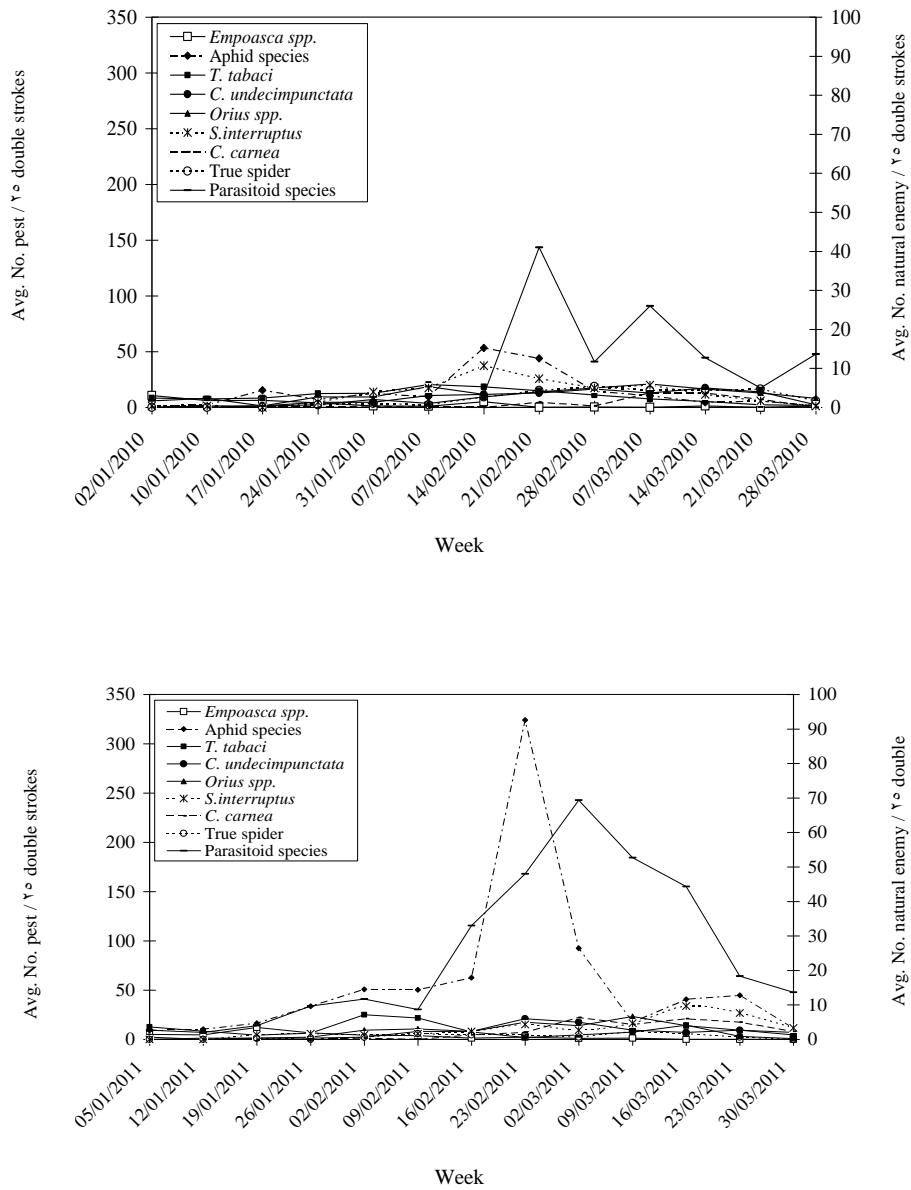 350
300
250
200
150
100
50
0
100
90
80
70
60
50
40
30
20
10
0
Empoasca spp.
Aphid species
T. tabaci
C. undecimpunctata
Orius spp.
S.interruptus
C. carnea
True spider
Parasitoid species
Avg. No. pest / ٢٥ double strokes
Avg. No. natural enemy / ٢٥ double strokes
02/01/2010
10/01/2010
17/01/2010
24/01/2010
31/01/2010
07/02/2010
14/02/2010
21/02/2010
28/02/2010
07/03/2010
14/03/2010
21/03/2010
28/03/2010
Week
350
300
250
200
150
100
50
0
100
90
80
70
60
50
40
30
20
10
0
Empoasca spp.
Aphid species
T. tabaci
C. undecimpunctata
Orius spp.
S.interruptus
C. carnea
True spider
Parasitoid species
Avg. No. pest / ٢٥ double strokes
Avg. No. natural enemy / ٢٥ double
05/01/2011
12/01/2011
19/01/2011
26/01/2011
02/02/2011
09/02/2011
16/02/2011
23/02/2011
02/03/2011
09/03/2011
16/03/2011
23/03/2011
30/03/2011
Week